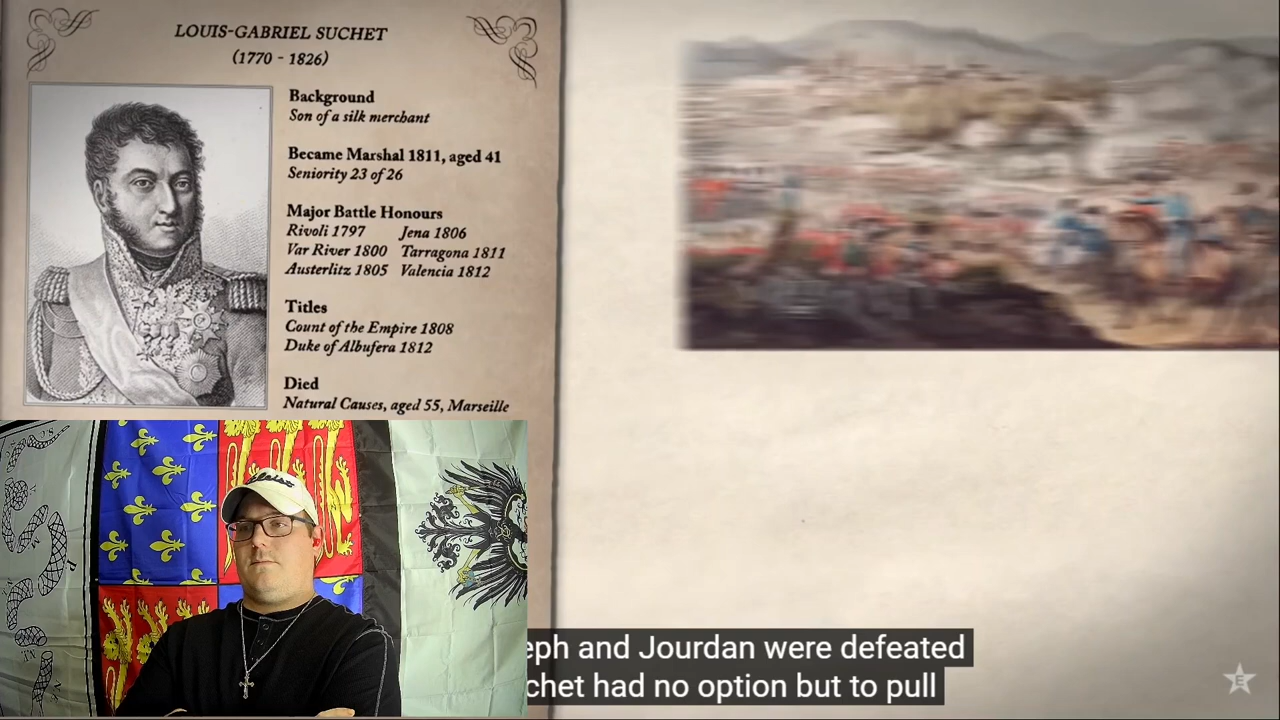 LOUIS-GABRIEL SUCHET
(1770 - 1826)
Background
Son of a silk merchant
Became Marshal 1811, aged 41
Seniority 23 of 26
Major Battle Honours
Rivoli 1797 Jena 1806
Var River 1800 Tarragona 1811
Austerlitz 1805 Valencia 1812
Titles
Count of the Empire 1808
Duke of Albufera 1812
Died
Natural Causes, aged 55, Marseille
Titleist
eph and Jourdan were defeated
chet had no option but to pull
E